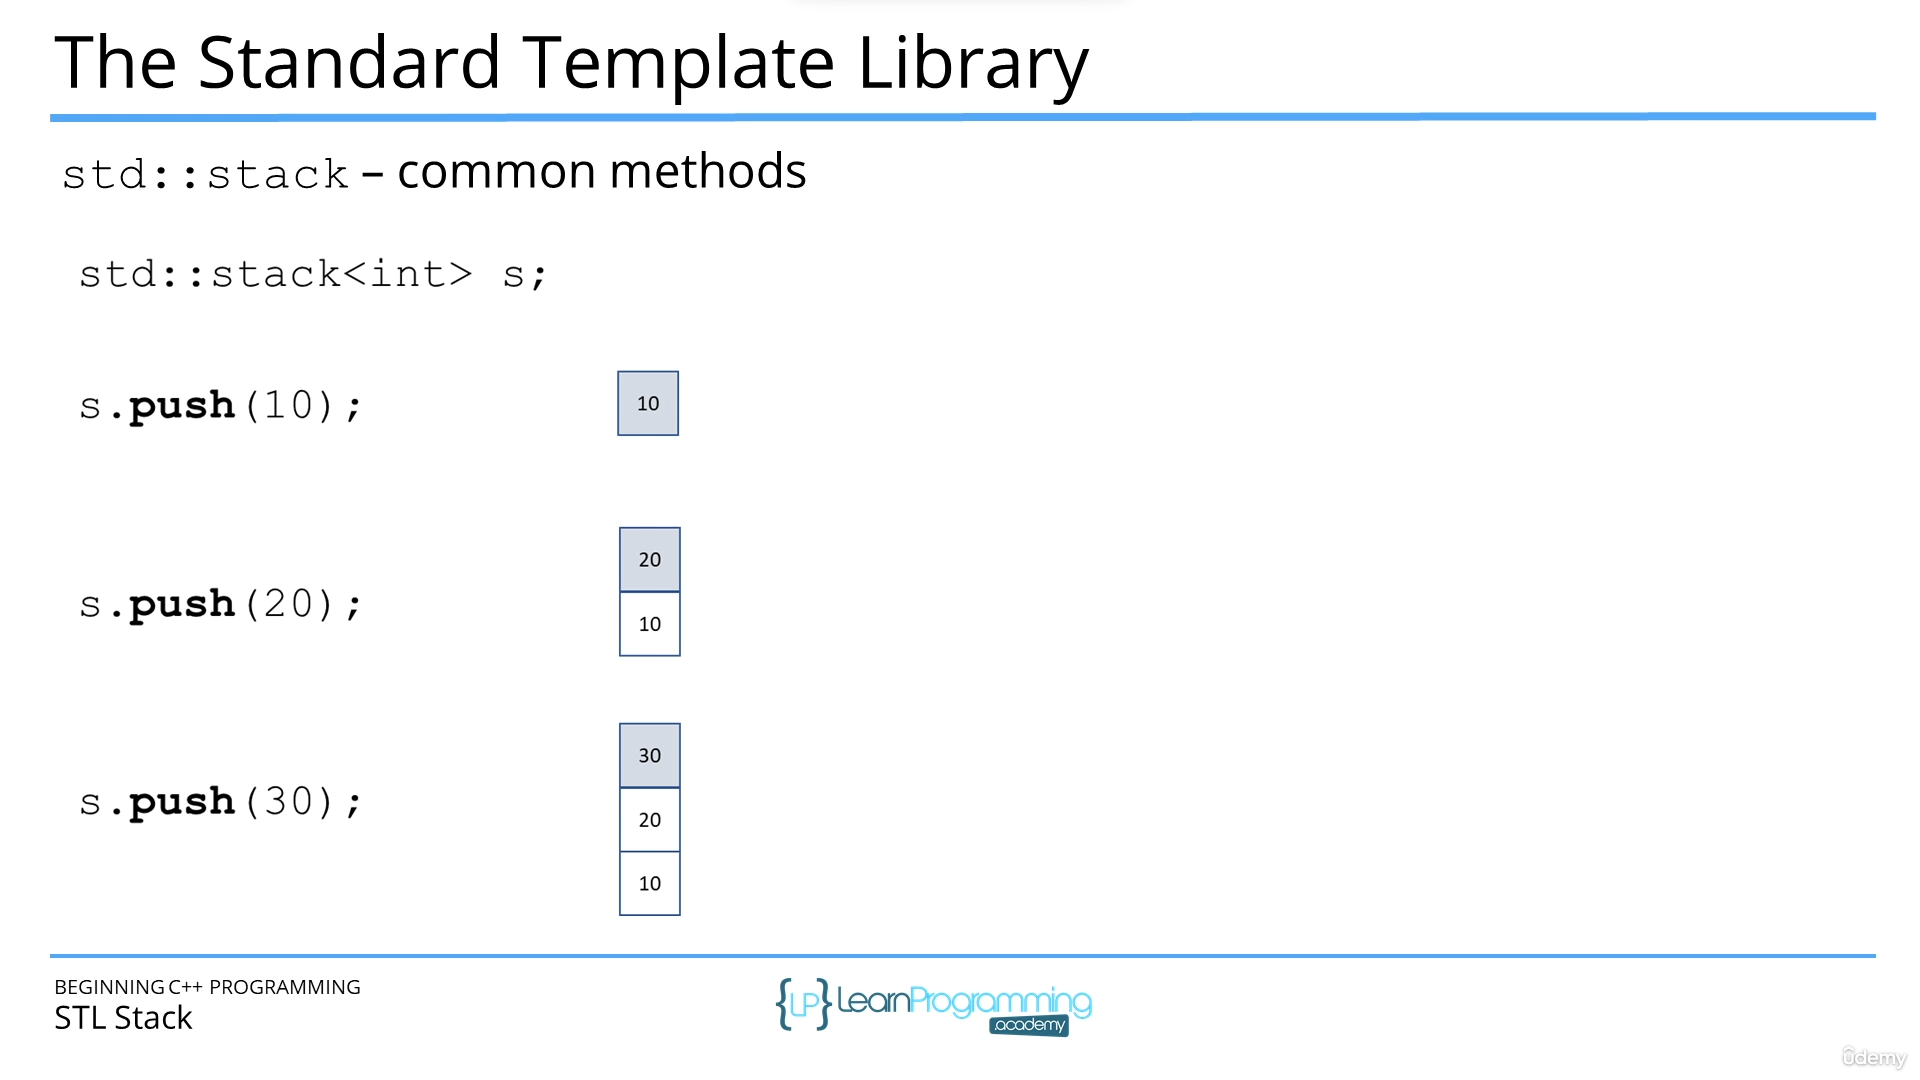 The Standard Template Library
std::stack – common methods
std::stack<int> s;
s.push(10);
10
s.push(20);
20
10
s.push(30);
30
20
10
BEGINNING C++ PROGRAMMING
STL Stack
{LP} LearnProgramming
.academy
ûdemy